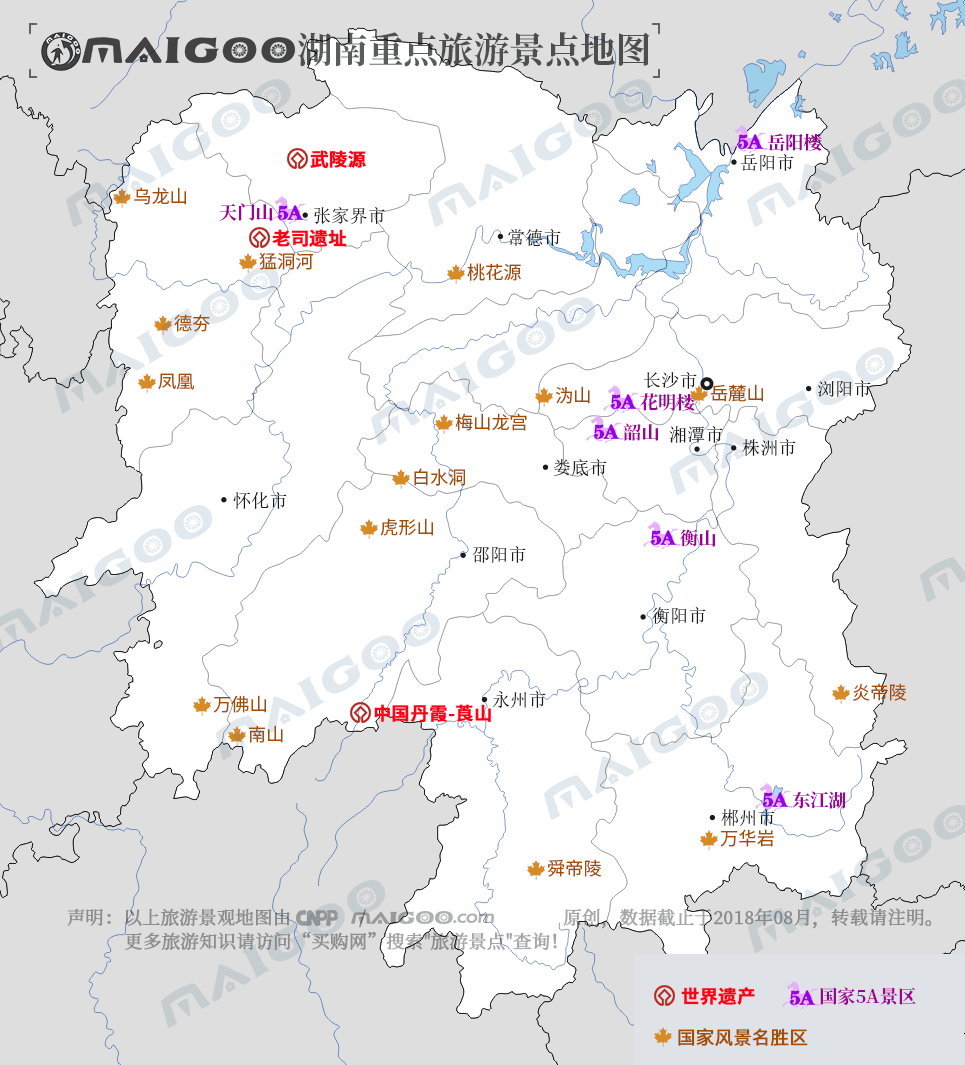 MAIGOO湖南重点旅游景点地图
5A 岳阳楼
武陵源
岳阳市
乌龙山
天门山 5A
张家界市
老司遗址
常德市
猛洞河
桃花源
德夯
凤凰
长沙市
浏阳市
沩山
5A 花明楼
岳麓山
梅山龙宫
5A 韶山
湘潭市
株洲市
娄底市
白水洞
怀化市
虎形山
5A 衡山
邵阳市
衡阳市
炎帝陵
万佛山
永州市
中国丹霞-莨山
南山
5A 东江湖
郴州市
万华岩
舜帝陵
声明：以上旅游景观地图由 CNPP MAIGOO.com 原创，数据截止于2018年08月，转载请注明。
更多旅游知识请访问“买购网”搜索"旅游景点"查询！
世界遗产
5A 国家5A景区
国家风景名胜区